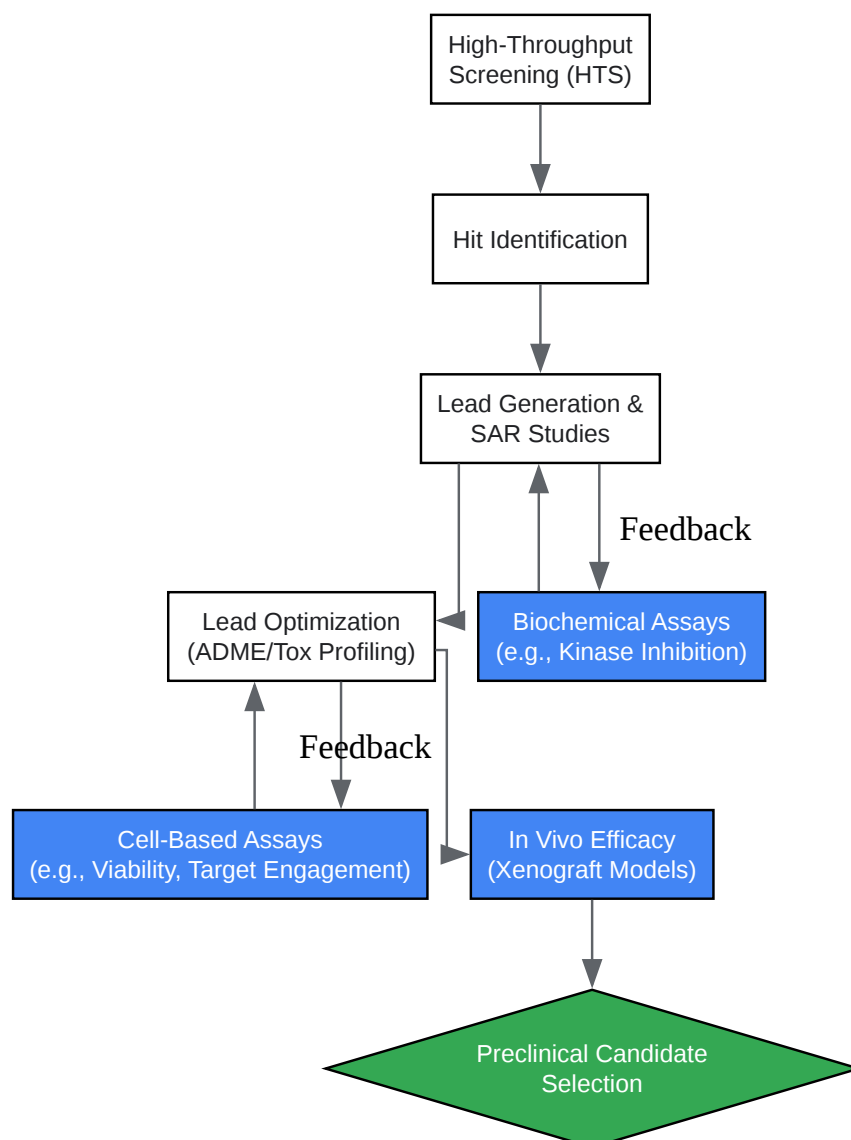 High-Throughput
Screening (HTS)
Hit Identification
Lead Generation &
SAR Studies
Feedback
Lead Optimization
(ADME/Tox Profiling)
Biochemical Assays
(e.g., Kinase Inhibition)
Feedback
Cell-Based Assays
(e.g., Viability, Target Engagement)
In Vivo Efficacy
(Xenograft Models)
Preclinical Candidate
Selection